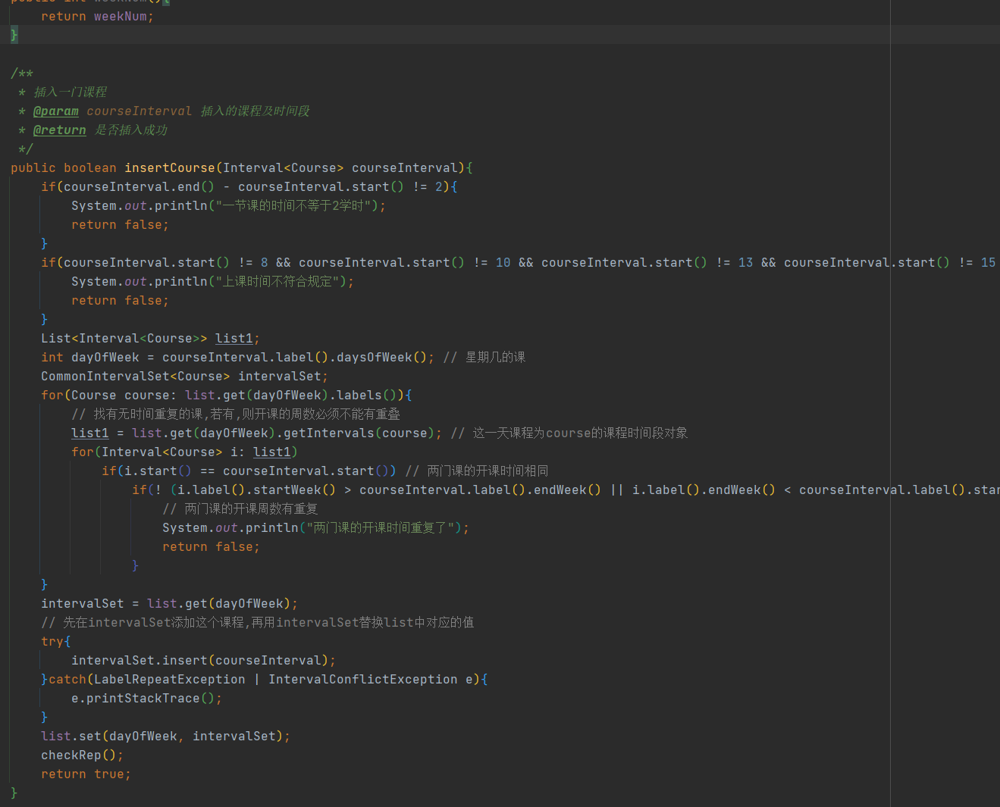 public int weekNum(){
return weekNum;
}
/**
* 插入一门课程
* @param courseInterval 插入的课程及时间段
* @return 是否插入成功
*/
public boolean insertCourse(Interval<Course> courseInterval){
if(courseInterval.end() - courseInterval.start() != 2){
System.out.println("一节课的时间不等于2学时");
return false;
}
if(courseInterval.start() != 8 && courseInterval.start() != 10 && courseInterval.start() != 13 && courseInterval.start() != 15
System.out.println("上课时间不符合规定");
return false;
}
List<Interval<Course>> list1;
int dayOfWeek = courseInterval.label().daysOfWeek(); // 星期几的课
CommonIntervalSet<Course> intervalSet;
for(Course course: list.get(dayOfWeek).labels()){
// 找有无时间重复的课,若有,则开课的周数必须不能有重叠
list1 = list.get(dayOfWeek).getIntervals(course); // 这一天课程为course的课程时间段对象
for(Interval<Course> i: list1)
if(i.start() == courseInterval.start()) // 两门课的开课时间相同
if(! (i.label().startWeek() > courseInterval.label().endWeek() || i.label().endWeek() < courseInterval.label().star
// 两门课的开课周数有重复
System.out.println("两门课的开课时间重复了");
return false;
}
}
intervalSet = list.get(dayOfWeek);
// 先在intervalSet添加这个课程,再用intervalSet替换list中对应的值
try{
intervalSet.insert(courseInterval);
}catch(LabelRepeatException | IntervalConflictException e){
e.printStackTrace();
}
list.set(dayOfWeek, intervalSet);
checkRep();
return true;
}